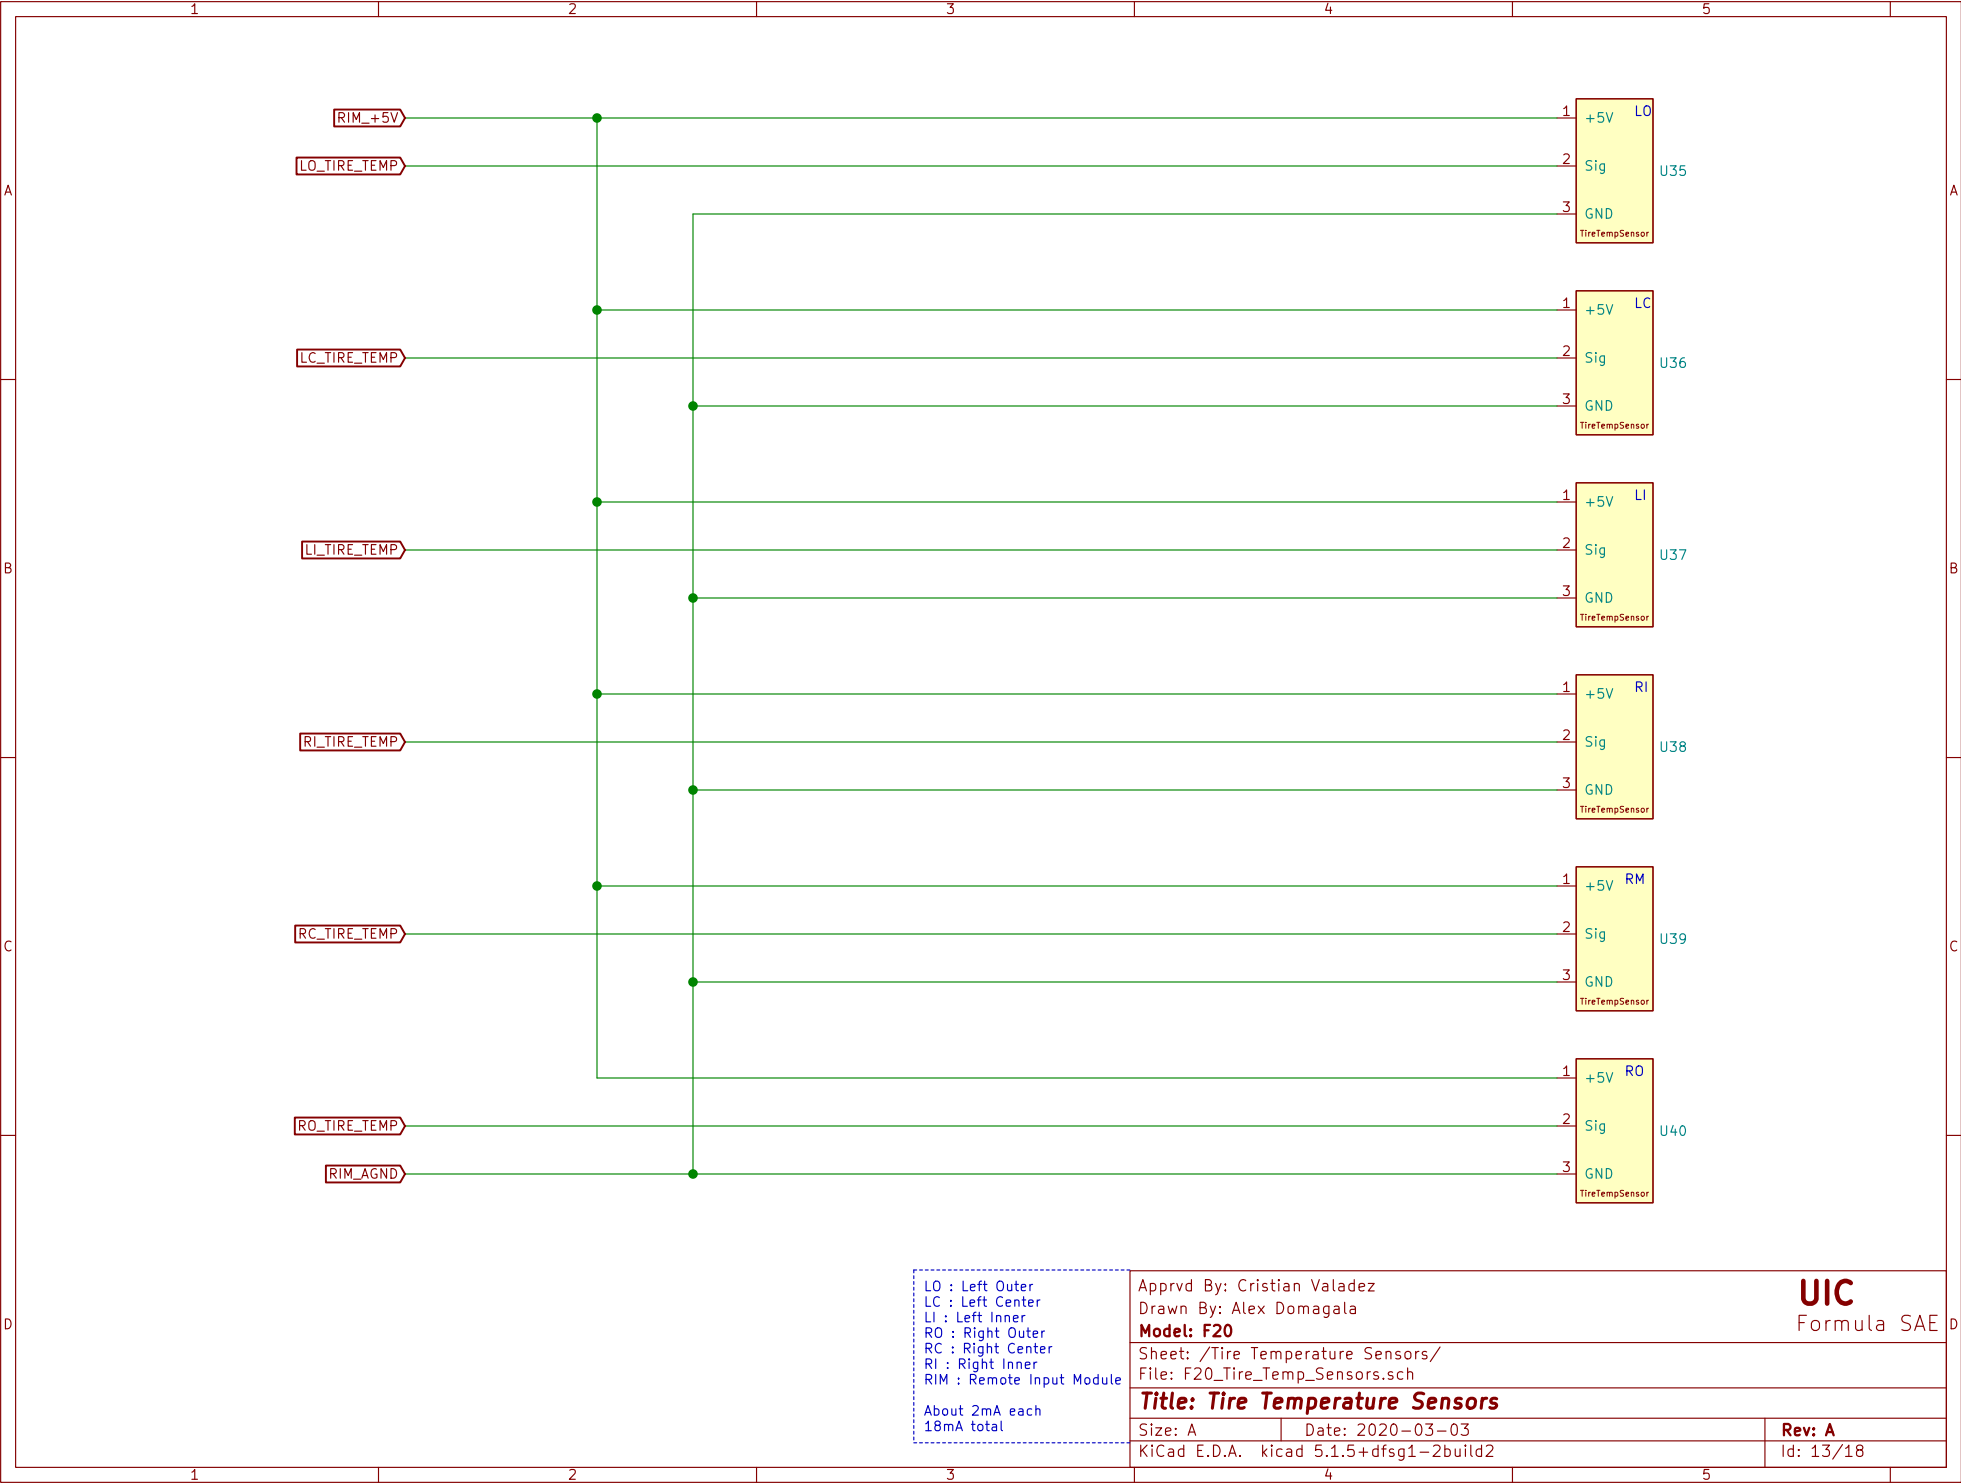 1 2 3 4 5
RIM_+5V
1 +5V LO
LO_TIRE_TEMP
2 Sig
U35
A A
3 GND
TireTempSensor
1 +5V LC
LC_TIRE_TEMP
2 Sig
U36
3 GND
TireTempSensor
1 +5V LI
LI_TIRE_TEMP
2 Sig
U37
B B
3 GND
TireTempSensor
1 +5V RI
RI_TIRE_TEMP
2 Sig
U38
3 GND
TireTempSensor
1 +5V RM
RC_TIRE_TEMP
2 Sig
U39
C C
3 GND
TireTempSensor
1 +5V RO
RO_TIRE_TEMP
2 Sig
U40
RIM_AGND
3 GND
TireTempSensor
LO : Left Outer
LC : Left Center
LI : Left Inner
RO : Right Outer
RC : Right Center
RI : Right Inner
RIM : Remote Input Module
About 2mA each
18mA total
Apprvd By: Cristian Valadez
Drawn By: Alex Domagala
Model: F20
UIC
Formula SAE
D D
Sheet: /Tire Temperature Sensors/
File: F20_Tire_Temp_Sensors.sch
Title: Tire Temperature Sensors
Size: A Date: 2020-03-03 Rev: A
KiCad E.D.A. kicad 5.1.5+dfsg1-2build2 Id: 13/18
1 2 3 4 5